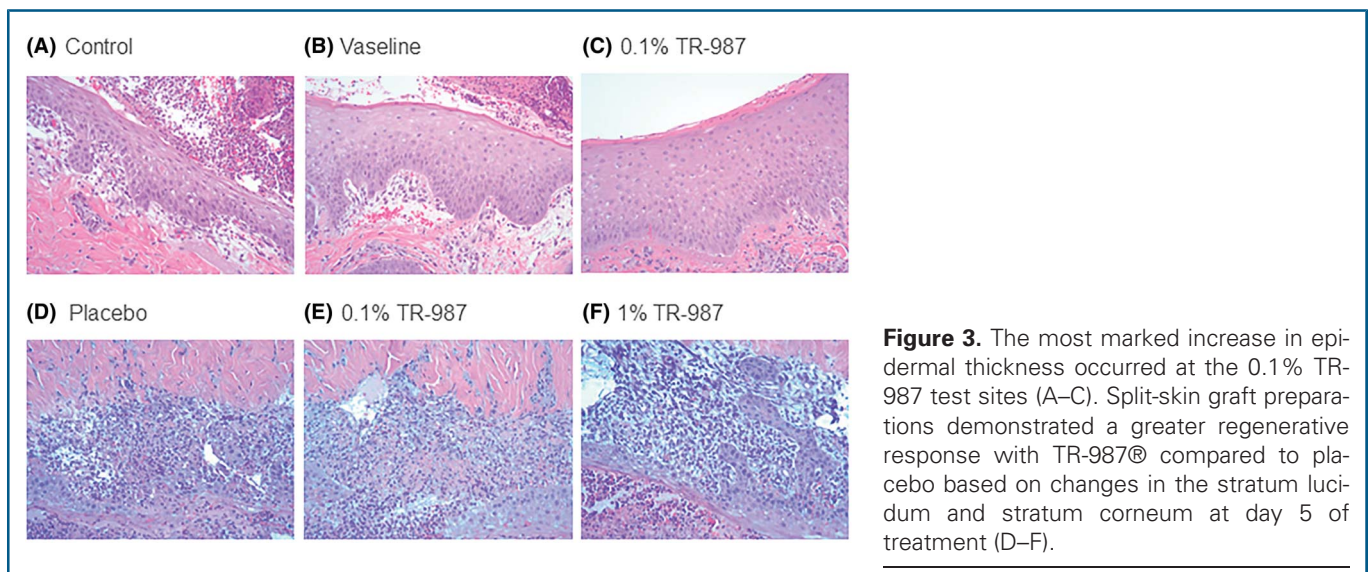 (A) Control
(B) Vaseline
(C) 0.1% TR-987
(D) Placebo
(E) 0.1% TR-987
(F) 1% TR-987
Figure 3. The most marked increase in epi-
dermal thickness occurred at the 0.1% TR-
987 test sites (A–C). Split-skin graft prepara-
tions demonstrated a greater regenerative
response with TR-987® compared to pla-
cebo based on changes in the stratum luci-
dum and stratum corneum at day 5 of
treatment (D–F).